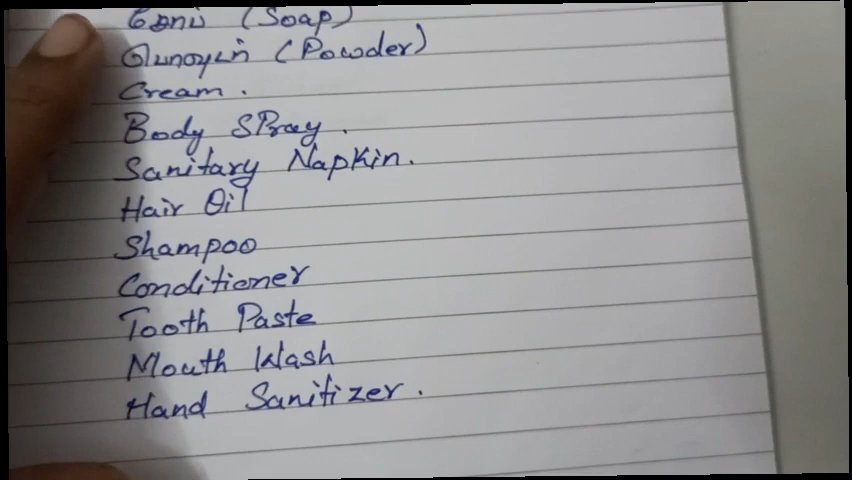 சோப் (Soap)
பௌடர் (Powder)
Cream.
Body SPray.
Sanitary Napkin.
Hair Oil
Shampoo
Conditioner
Tooth Paste
Mouth Wash
Hand Sanitizer.